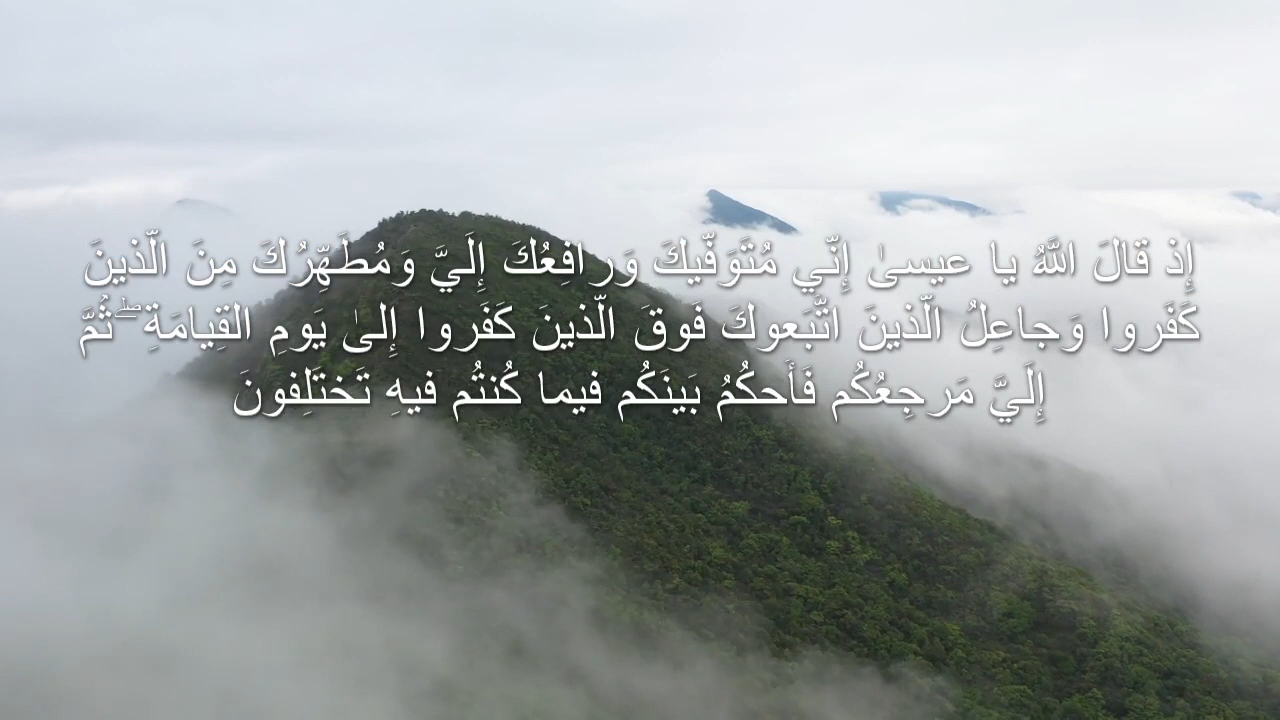 إِذ قالَ اللَّهُ يا عيسىٰ إِنّي مُتَوَفّيكَ وَرافِعُكَ إِلَيَّ وَمُطَهِّرُكَ مِنَ الَّذينَ
كَفَروا وَجاعِلُ الَّذينَ اتَّبَعوكَ فَوقَ الَّذينَ كَفَروا إِلىٰ يَومِ القِيامَةِ ۖ ثُمَّ
إِلَيَّ مَرجِعُكُم فَأَحكُمُ بَينَكُم فيما كُنتُم فيهِ تَختَلِفونَ